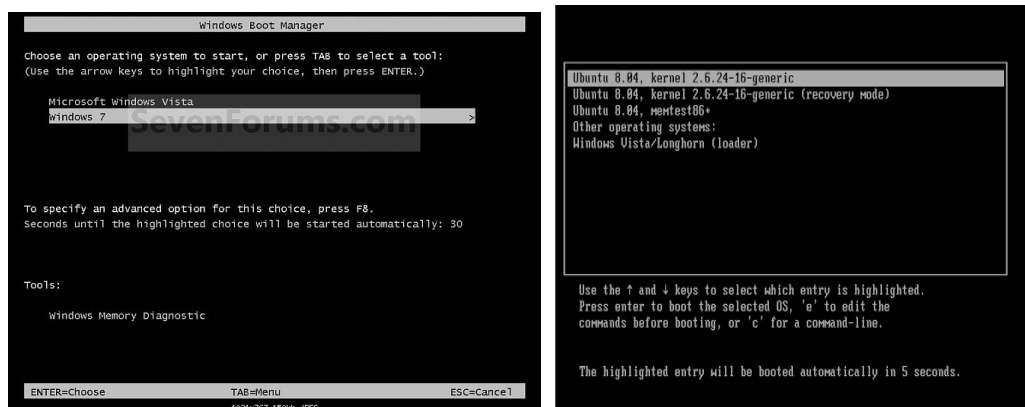 Windows Boot Manager
Choose an operating system to start, or press TAB to select a tool:
(Use the arrow keys to highlight your choice, then press ENTER.)
Microsoft Windows Vista
Windows 7 >
SevenForums.com
To specify an advanced option for this choice, press F8.
Seconds until the highlighted choice will be started automatically: 30
Tools:
Windows Memory Diagnostic
ENTER=Choose TAB=Menu ESC=Cancel
Ubuntu 8.04, kernel 2.6.24-16-generic
Ubuntu 8.04, kernel 2.6.24-16-generic (recovery mode)
Ubuntu 8.04, memtest86+
Other operating systems:
Windows Vista/Longhorn (loader)
Use the ↑ and ↓ keys to select which entry is highlighted.
Press enter to boot the selected OS, 'e' to edit the
commands before booting, or 'c' for a command-line.
The highlighted entry will be booted automatically in 5 seconds.